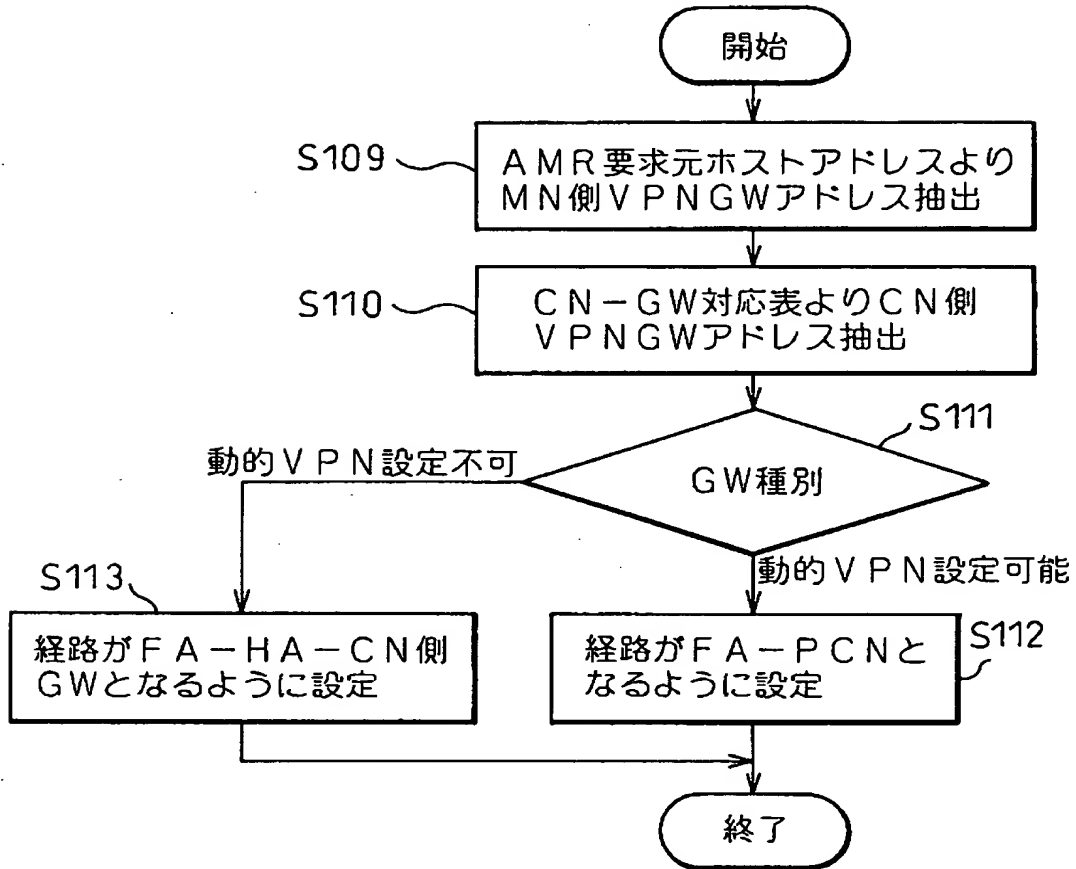 開始
S109
AMR要求元ホストアドレスより
MN側VPNGWアドレス抽出
S110
CN-GW対応表よりCN側
VPNGWアドレス抽出
S111
GW種別
動的VPN設定不可
動的VPN設定可能
S113
経路がFA-HA-CN側
GWとなるように設定
S112
経路がFA-PCNと
なるように設定
終了